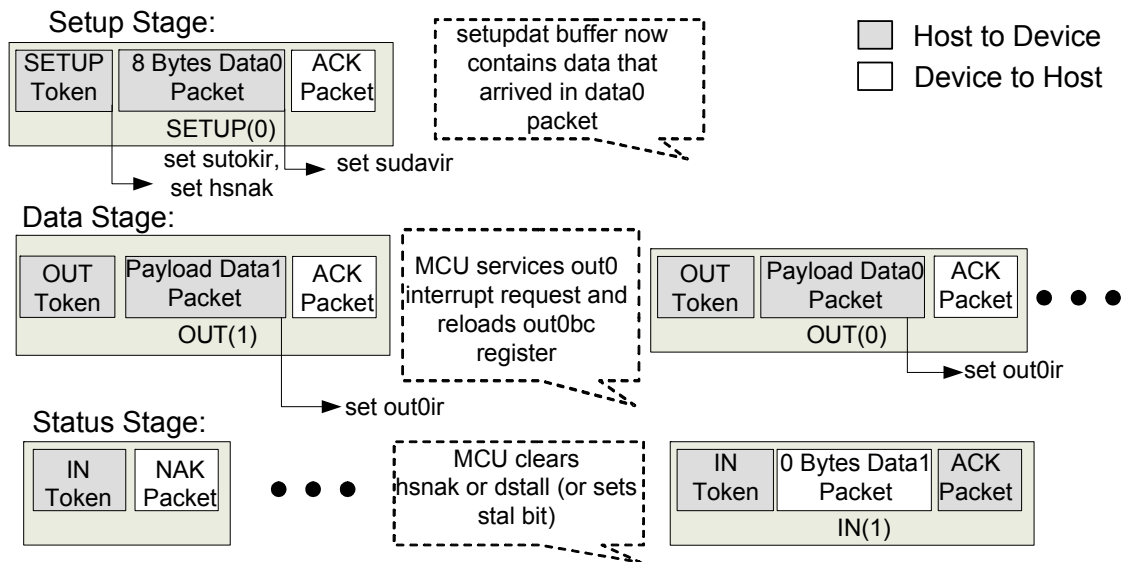 Setup Stage:
SETUP
Token
8 Bytes Data0
Packet
ACK
Packet
SETUP(0)
set sutokir,
set hsnak
set sudavir
setupdat buffer now
contains data that
arrived in data0
packet
Host to Device
Device to Host
Data Stage:
OUT
Token
Payload Data1
Packet
ACK
Packet
OUT(1)
set out0ir
MCU services out0
interrupt request and
reloads out0bc
register
OUT
Token
Payload Data0
Packet
ACK
Packet
OUT(0)
set out0ir
Status Stage:
IN
Token
NAK
Packet
MCU clears
hsnak or dstall (or sets
stal bit)
IN
Token
0 Bytes Data1
Packet
ACK
Packet
IN(1)